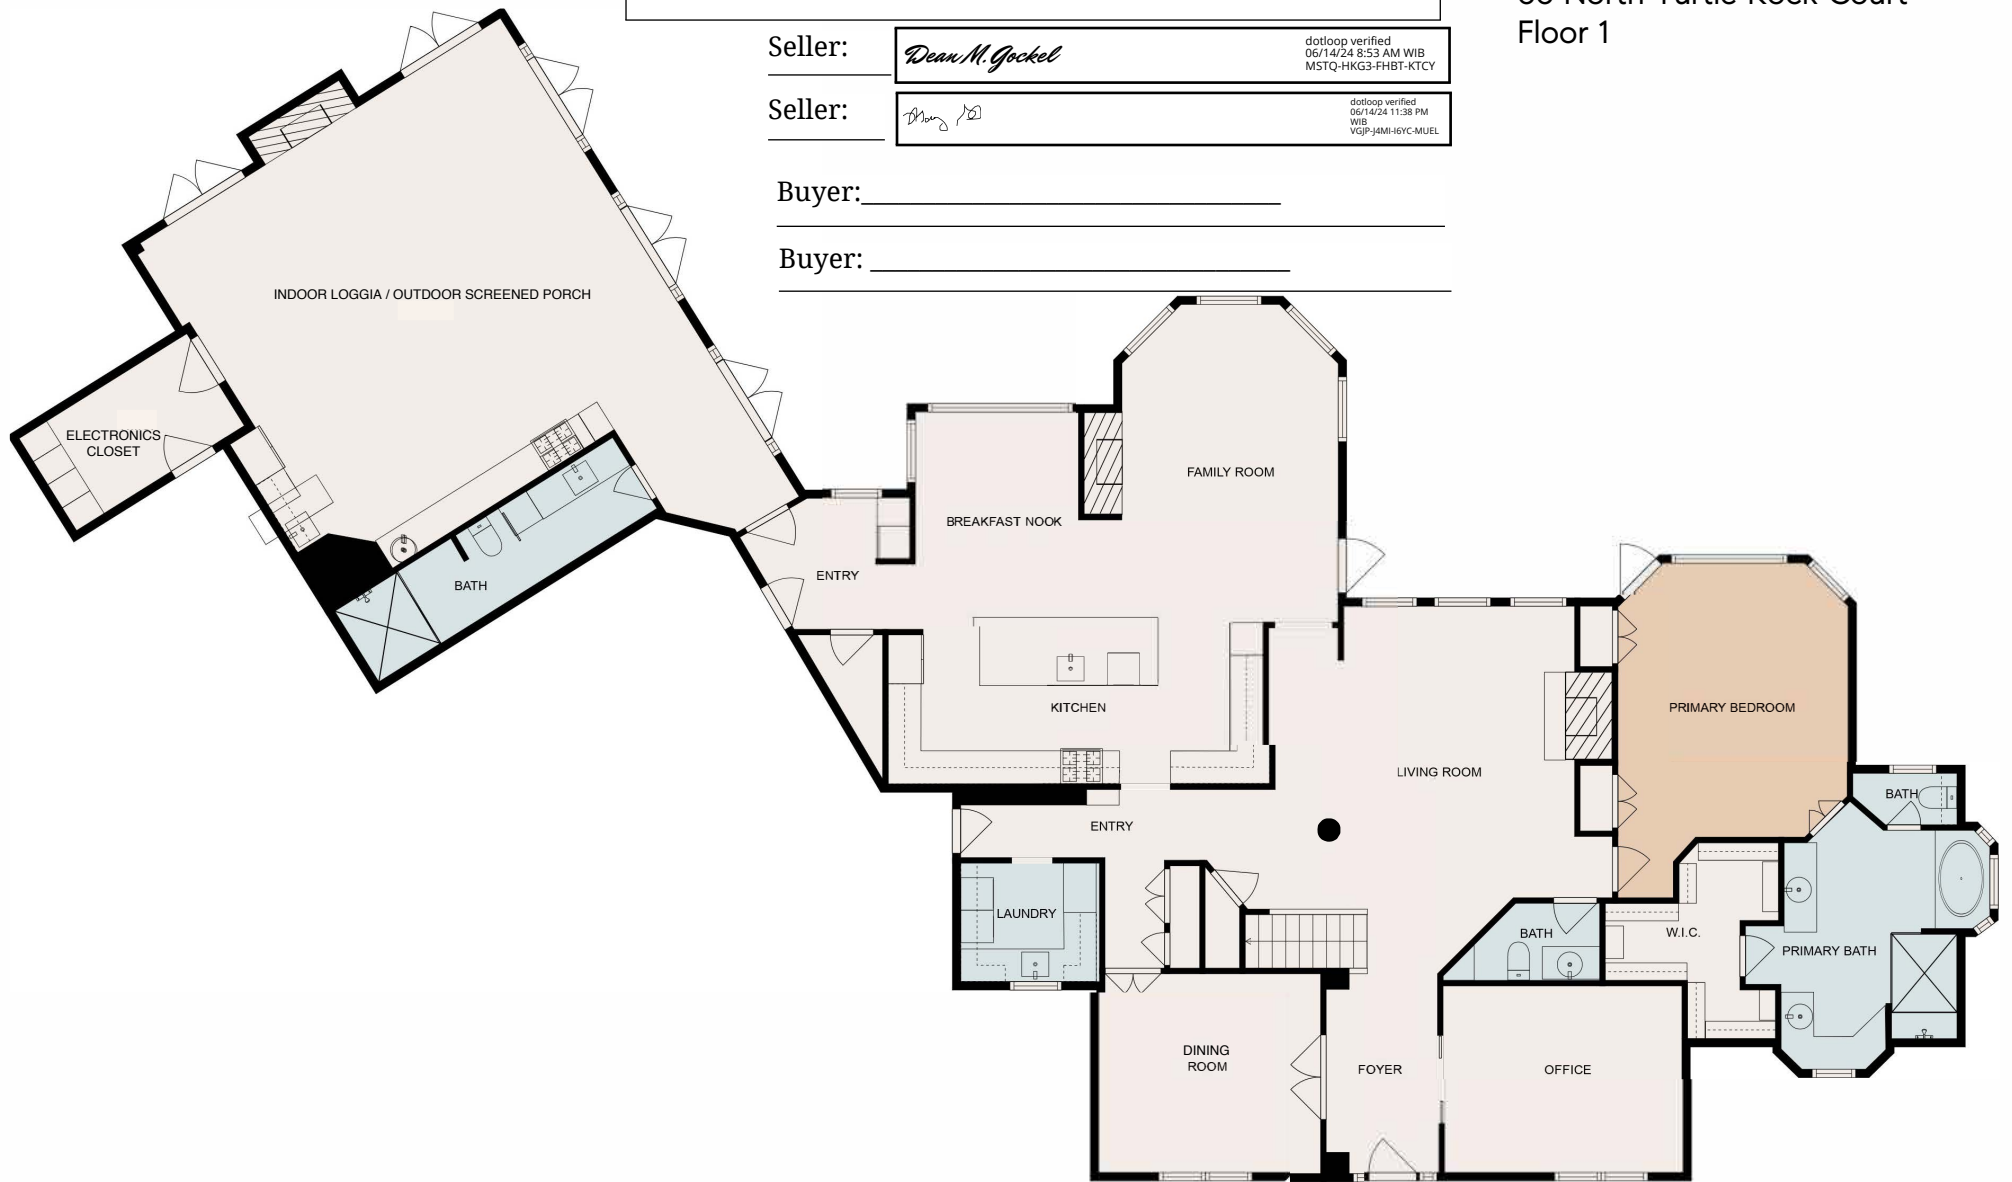 Floor 1
Seller:
Dean M. Gockel
dotloop verified
06/14/24 8:53 AM WIB
MSTQ-HKG3-FHBT-KTCY
Seller:
dotloop verified
06/14/24 11:38 PM
WIB
VGJP-J4MI-I6YC-MUEL
Buyer:
Buyer:
INDOOR LOGGIA / OUTDOOR SCREENED PORCH
ELECTRONICS
CLOSET
BATH
ENTRY
BREAKFAST NOOK
FAMILY ROOM
KITCHEN
LIVING ROOM
PRIMARY BEDROOM
BATH
ENTRY
LAUNDRY
BATH
W.I.C.
PRIMARY BATH
DINING
ROOM
FOYER
OFFICE